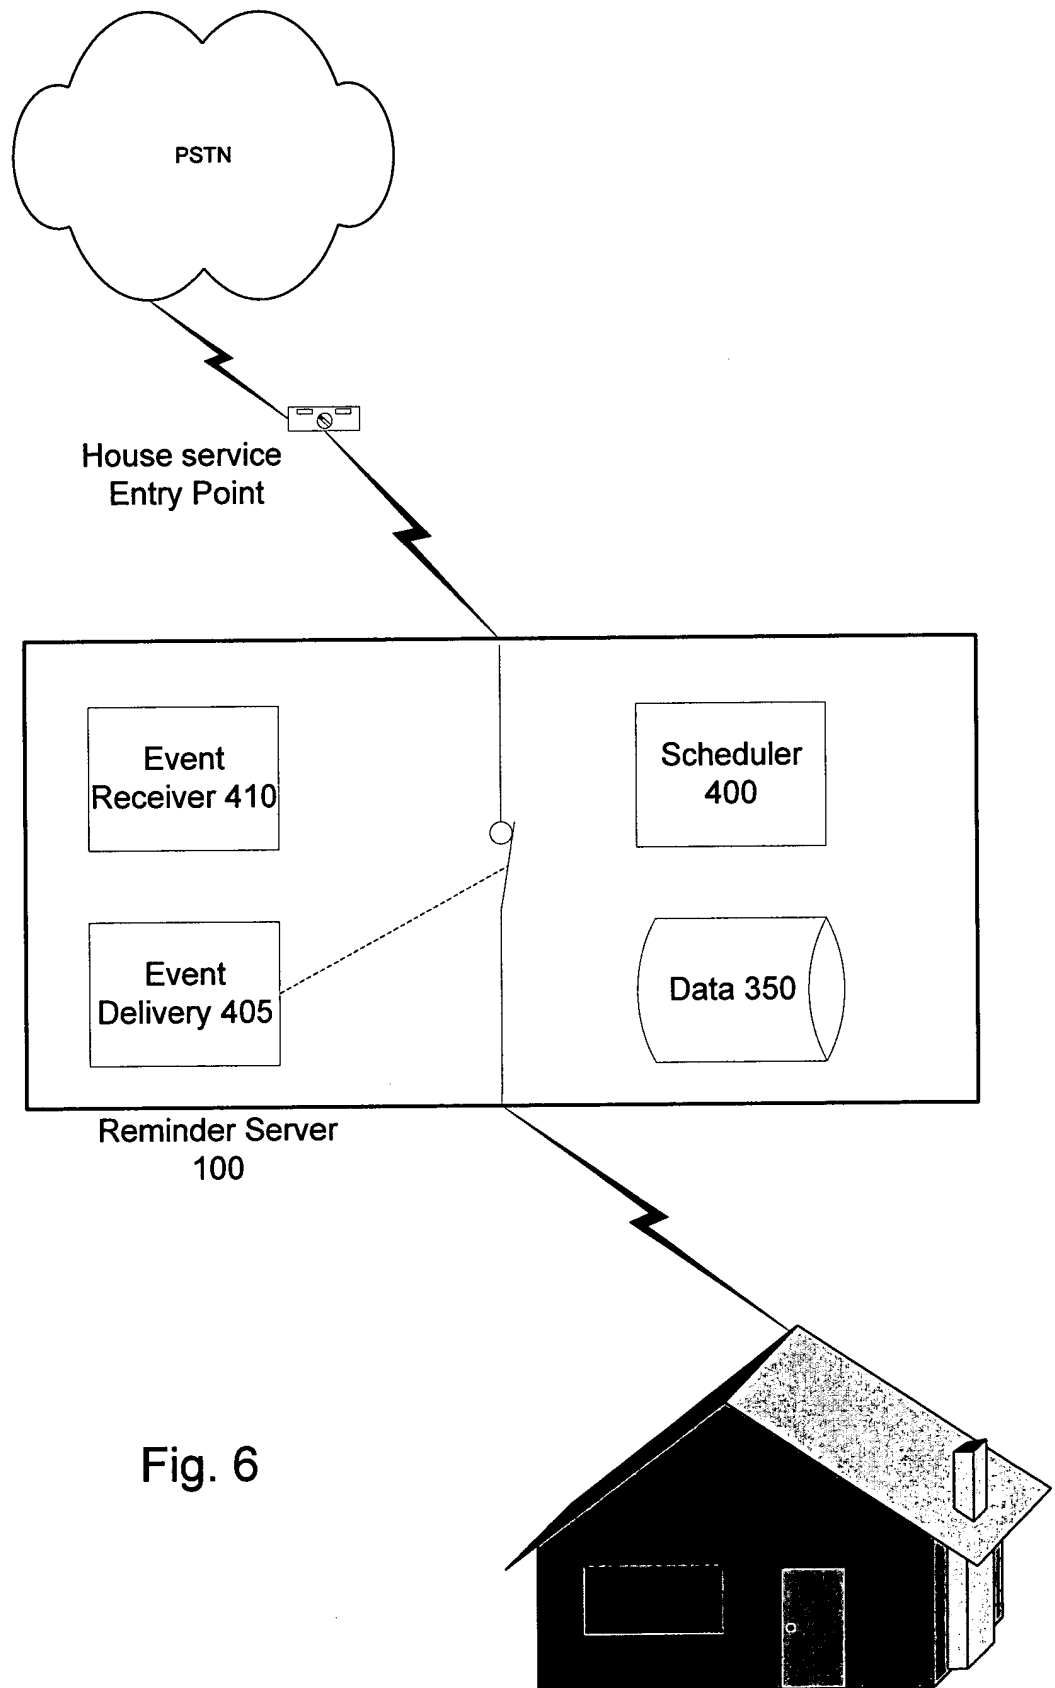 PSTN
House service
Entry Point
Event
Receiver 410
Scheduler
400
Event
Delivery 405
Data 350
Reminder Server
100
Fig. 6